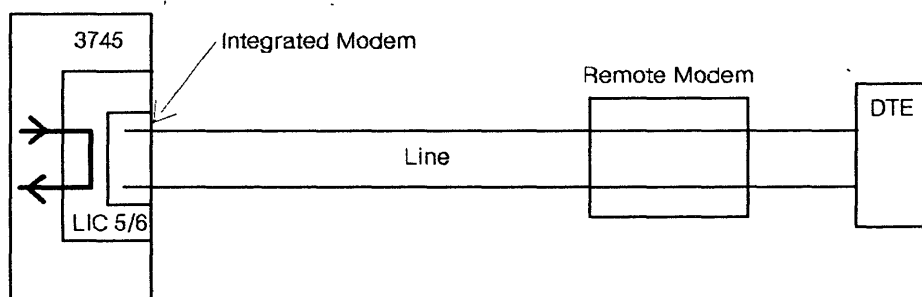 3745
Integrated Modem
Remote Modem
DTE
Line
LIC 5/6